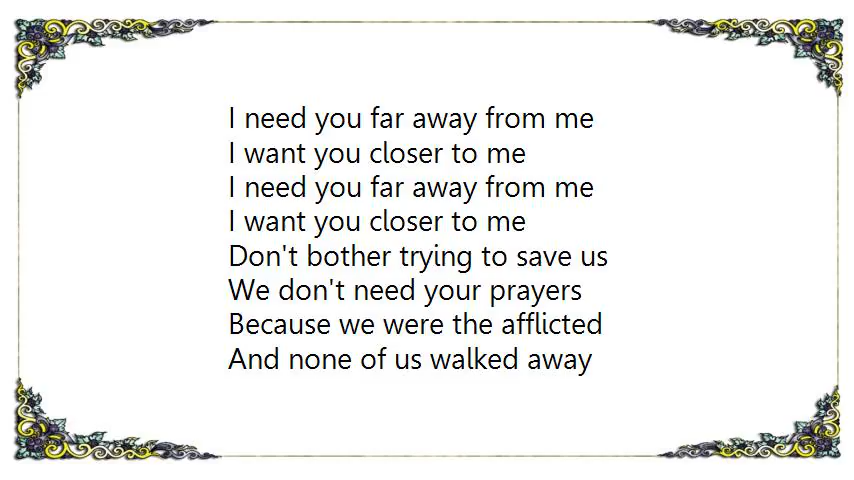 I need you far away from me
I want you closer to me
I need you far away from me
I want you closer to me
Don't bother trying to save us
We don't need your prayers
Because we were the afflicted
And none of us walked away